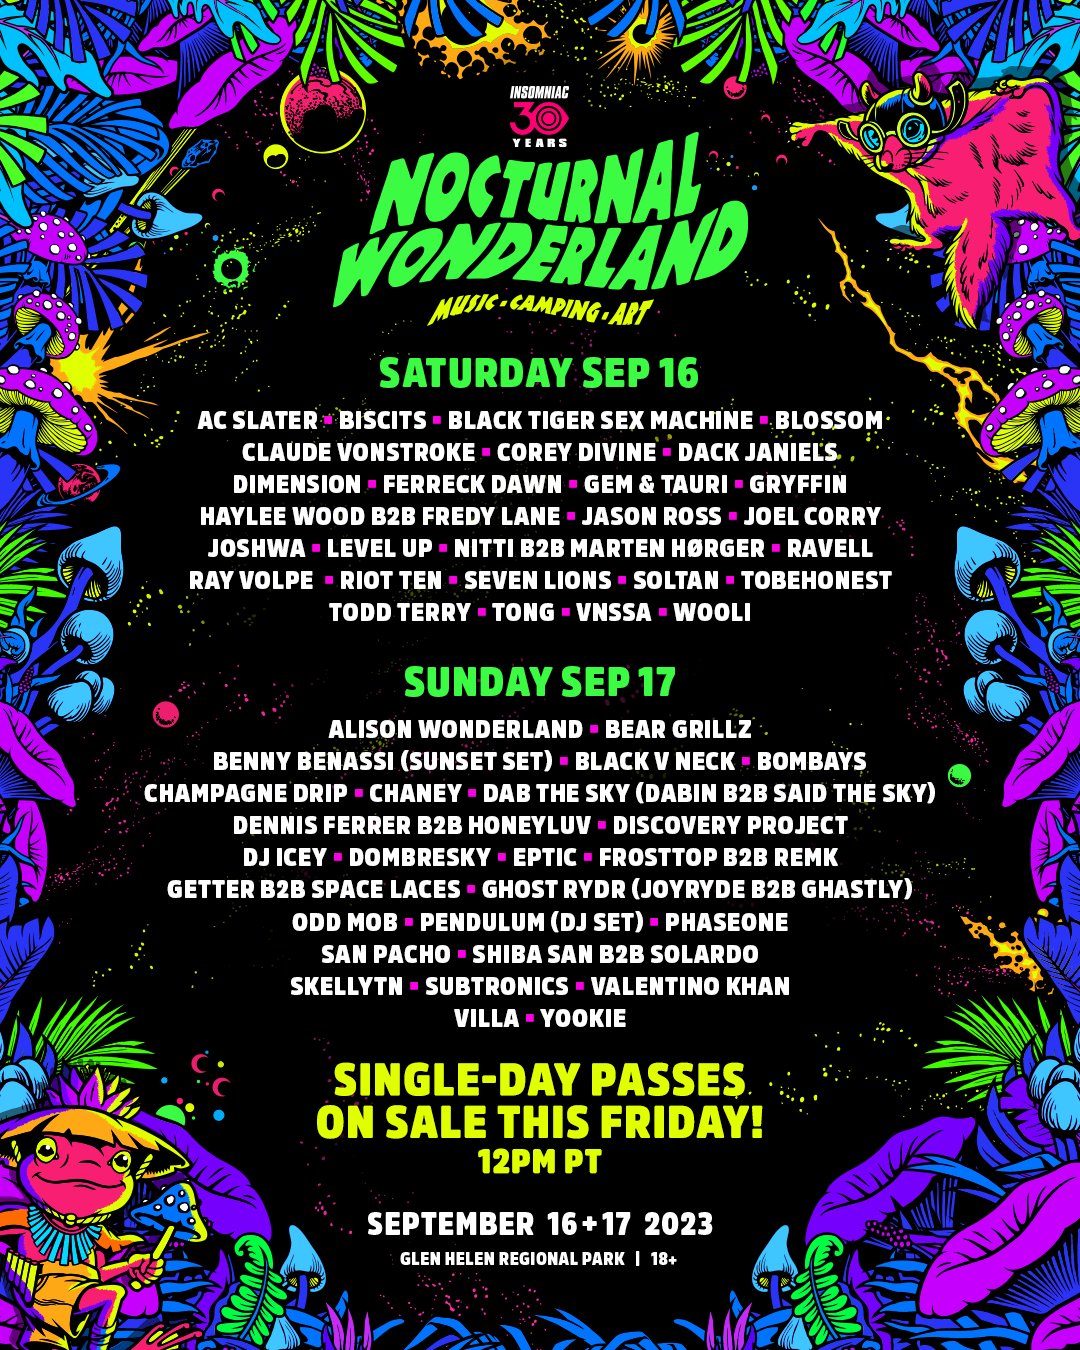 INSOMNIAC
30
YEARS
NOCTURNAL
WONDERLAND
MUSIC · CAMPING · ART
SATURDAY SEP 16
AC SLATER ▪ BISCITS ▪ BLACK TIGER SEX MACHINE ▪ BLOSSOM
CLAUDE VONSTROKE ▪ COREY DIVINE ▪ DACK JANIELS
DIMENSION ▪ FERRECK DAWN ▪ GEM & TAURI ▪ GRYFFIN
HAYLEE WOOD B2B FREDY LANE ▪ JASON ROSS ▪ JOEL CORRY
JOSHWA ▪ LEVEL UP ▪ NITTI B2B MARTEN HØRGER ▪ RAVELL
RAY VOLPE ▪ RIOT TEN ▪ SEVEN LIONS ▪ SOLTAN ▪ TOBEHONEST
TODD TERRY ▪ TONG ▪ VNSSA ▪ WOOLI
SUNDAY SEP 17
ALISON WONDERLAND ▪ BEAR GRILLZ
BENNY BENASSI (SUNSET SET) ▪ BLACK V NECK ▪ BOMBAYS
CHAMPAGNE DRIP ▪ CHANEY ▪ DAB THE SKY (DABIN B2B SAID THE SKY)
DENNIS FERRER B2B HONEYLUV ▪ DISCOVERY PROJECT
DJ ICEY ▪ DOMBRESKY ▪ EPTIC ▪ FROSTTOP B2B REMK
GETTER B2B SPACE LACES ▪ GHOST RYDR (JOYRYDE B2B GHASTLY)
ODD MOB ▪ PENDULUM (DJ SET) ▪ PHASEONE
SAN PACHO ▪ SHIBA SAN B2B SOLARDO
SKELLYTN ▪ SUBTRONICS ▪ VALENTINO KHAN
VILLA ▪ YOOKIE
SINGLE-DAY PASSES
ON SALE THIS FRIDAY!
12PM PT
SEPTEMBER 16+17 2023
GLEN HELEN REGIONAL PARK | 18+